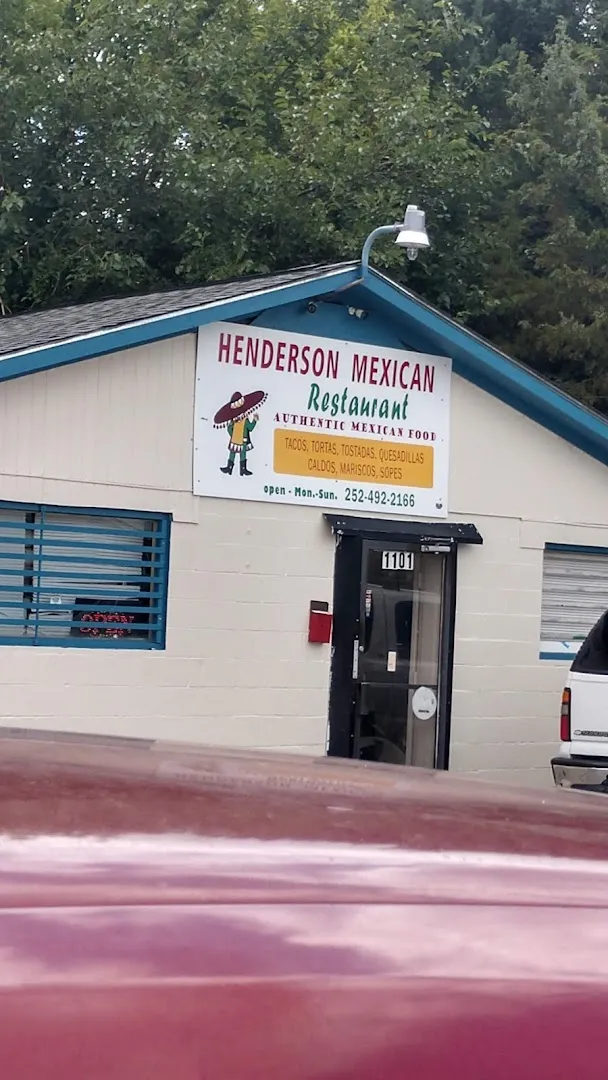 HENDERSON MEXICAN
Restaurant
AUTHENTIC MEXICAN FOOD
TACOS, TORTAS, TOSTADAS, QUESADILLAS
CALDOS, MARISCOS, SOPES
open - Mon.-Sun. 252-492-2166
1101
OPEN